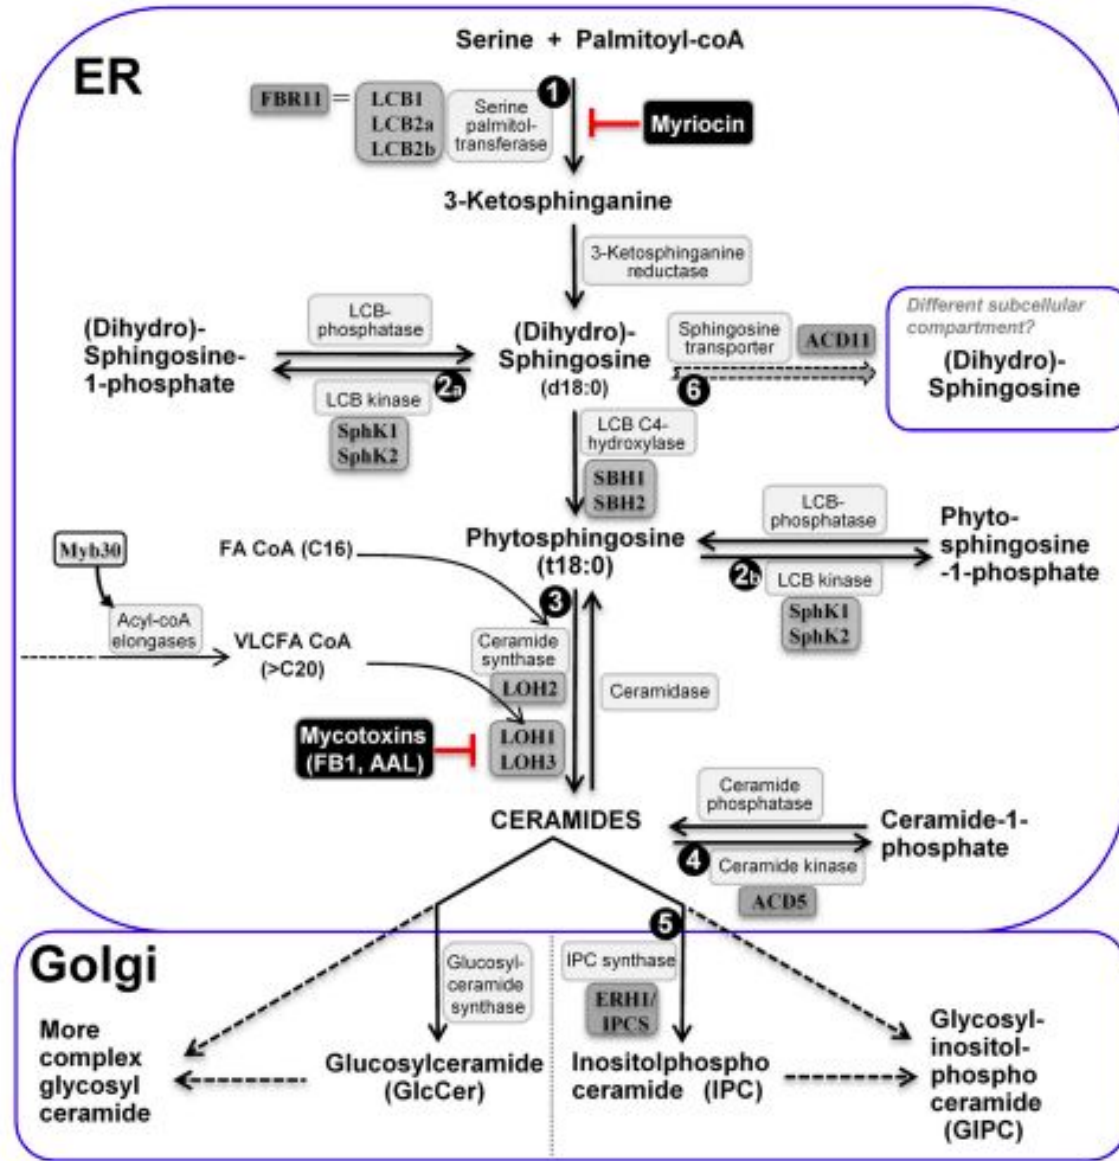 Serine + Palmitoyl-coA
ER
1
FBR11
=
LCB1
LCB2a
LCB2b
Serine
palmitol-
transferase
Myriocin
3-Ketosphinganine
3-Ketosphinganine
reductase
(Dihydro)-
Sphingosine-
1-phosphate
LCB-
phosphatase
2a
LCB kinase
SphK1
SphK2
(Dihydro)-
Sphingosine
(d18:0)
Sphingosine
transporter
ACD11
6
Different subcellular
compartment?
(Dihydro)-
Sphingosine
LCB C4-
hydroxylase
SBH1
SBH2
Phytosphingosine
(t18:0)
LCB-
phosphatase
2b
LCB kinase
SphK1
SphK2
Phyto-
sphingosine
-1-phosphate
Myb30
FA CoA (C16)
Acyl-coA
elongases
VLCFA CoA
(>C20)
3
Ceramide
synthase
LOH2
LOH1
LOH3
Ceramidase
Mycotoxins
(FB1, AAL)
CERAMIDES
Ceramide
phosphatase
4
Ceramide kinase
ACD5
Ceramide-1-
phosphate
Golgi
5
Glucosyl-
ceramide
synthase
IPC synthase
ERH1/
IPCS
More
complex
glycosyl
ceramide
Glucosylceramide
(GlcCer)
Inositolphospho
ceramide (IPC)
Glycosyl-
inositol-
phospho
ceramide
(GIPC)